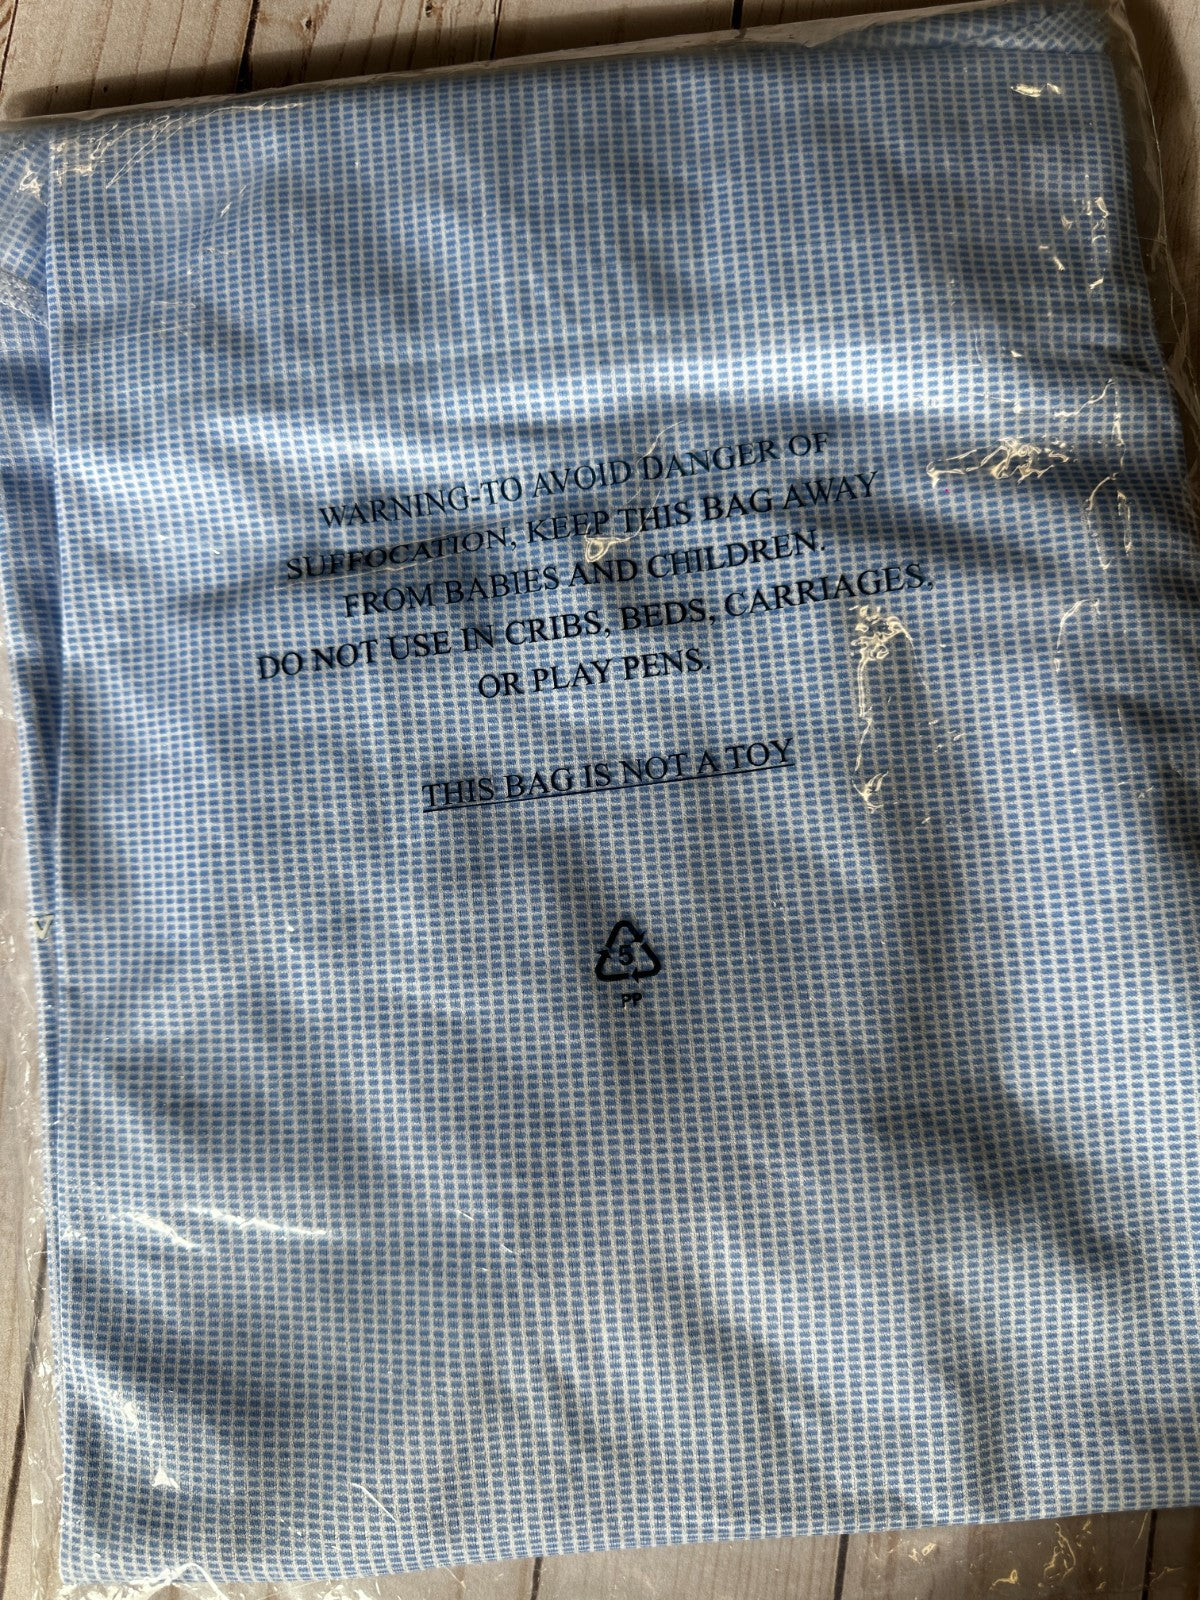 WARNING-TO AVOID DANGER OF
SUFFOCATION, KEEP THIS BAG AWAY
FROM BABIES AND CHILDREN.
DO NOT USE IN CRIBS, BEDS, CARRIAGES,
OR PLAY PENS.
THIS BAG IS NOT A TOY
5
PP